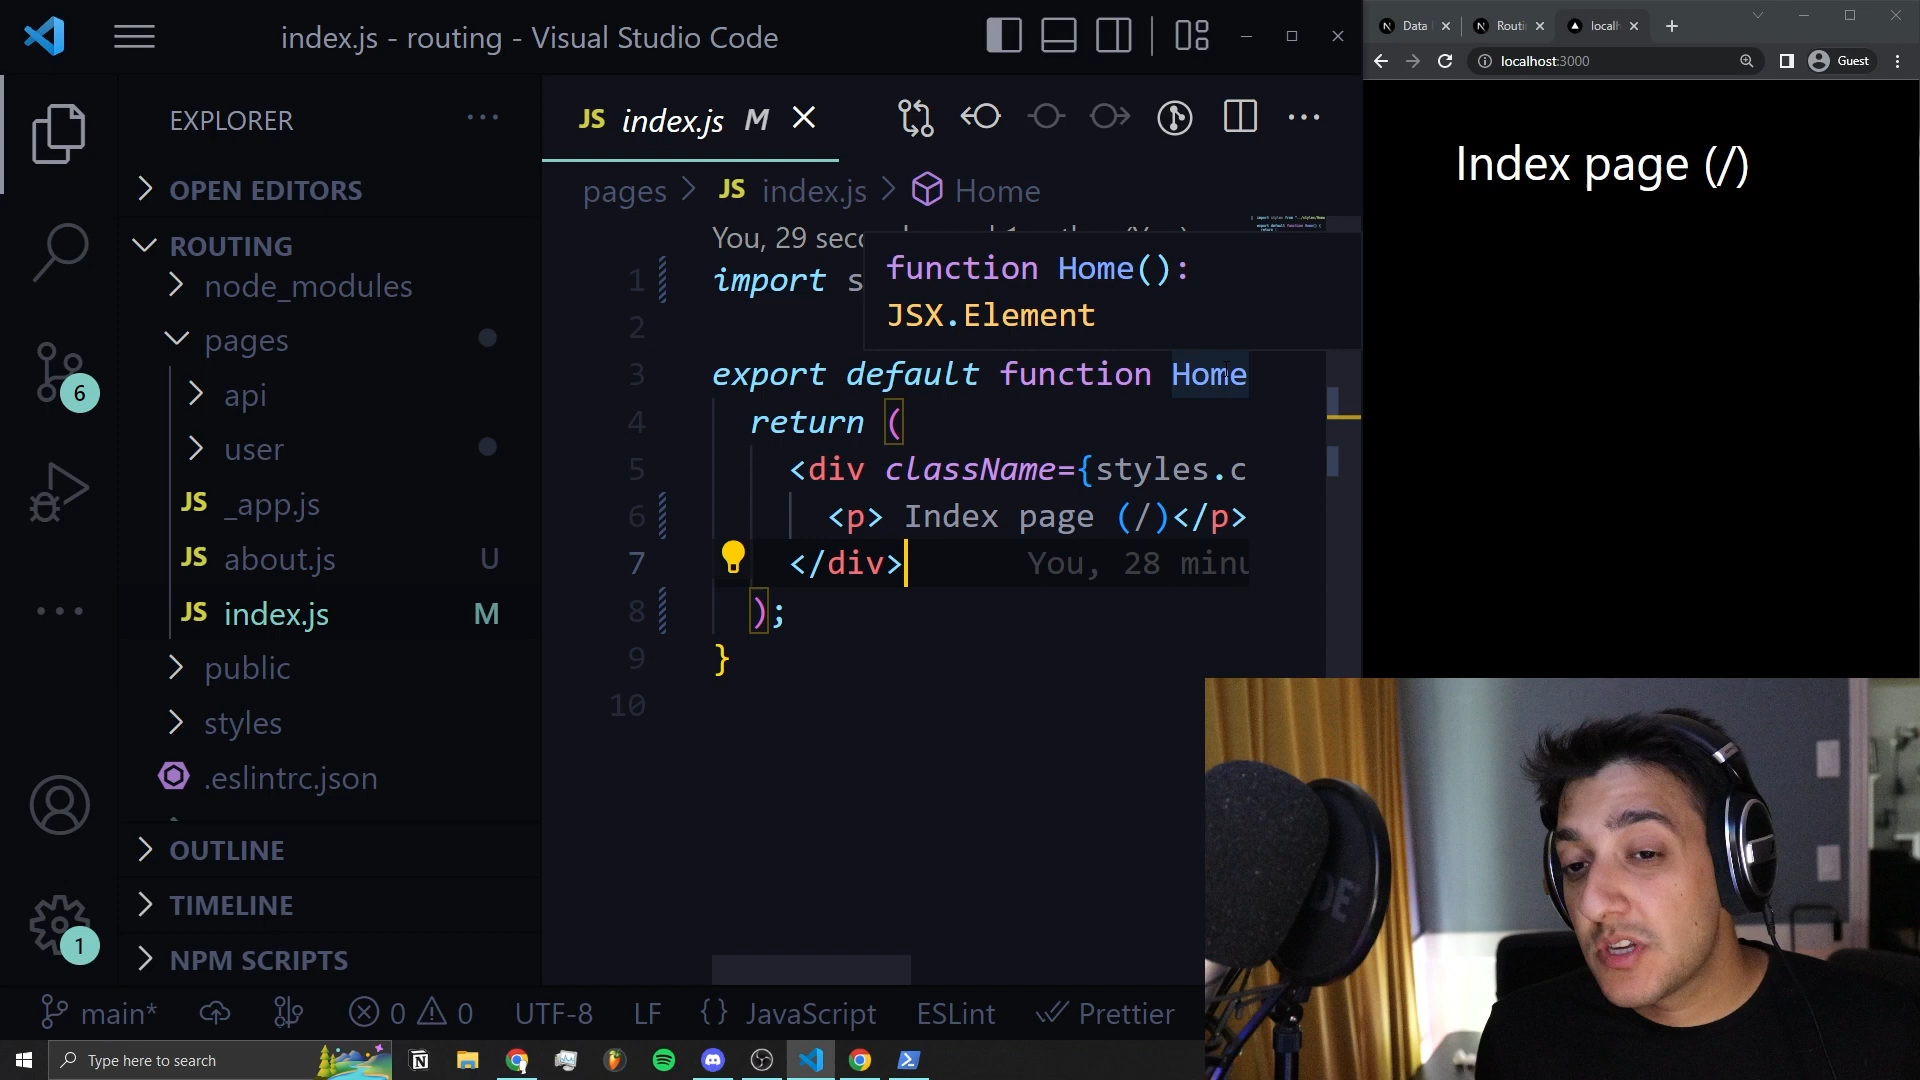 index.js - routing - Visual Studio Code
EXPLORER
OPEN EDITORS
ROUTING
node_modules
pages
api
user
JS _app.js
JS about.js U
JS index.js M
public
styles
.eslintrc.json
OUTLINE
TIMELINE
NPM SCRIPTS
6
1
JS index.js M
pages > JS index.js > Home
You, 29
function Home():
JSX.Element
1 import s
2
3 export default function Home
4 return (
5 <div className={styles.c
6 <p> Index page (/)</p>
7 </div> You, 28 minu
8 );
9 }
10
main* 0 0 UTF-8 LF {} JavaScript ESLint Prettier
Data
Routi
localh
localhost:3000
Guest
Index page (/)
Type here to search